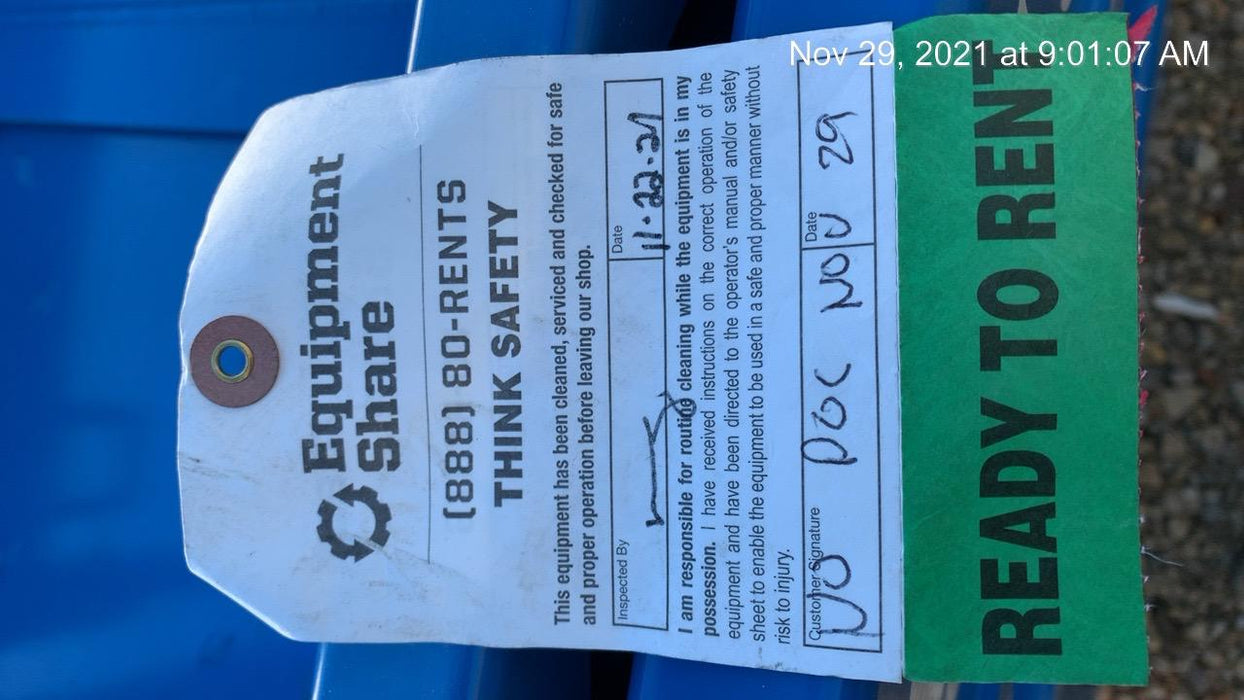 Nov 29, 2021 at 9:01:07 AM
Equipment
Share
(888) 80-RENTS
THINK SAFETY
This equipment has been cleaned, serviced and checked for safe
and proper operation before leaving our shop.
Inspected By
Date
11·22·21
I am responsible for routine cleaning while the equipment is in my
possession. I have received instructions on the correct operation of the
equipment and have been directed to the operator's manual and/or safety
sheet to enable the equipment to be used in a safe and proper manner without
risk to injury.
Customer Signature
Date
NO POC NOV 29
READY TO RENT